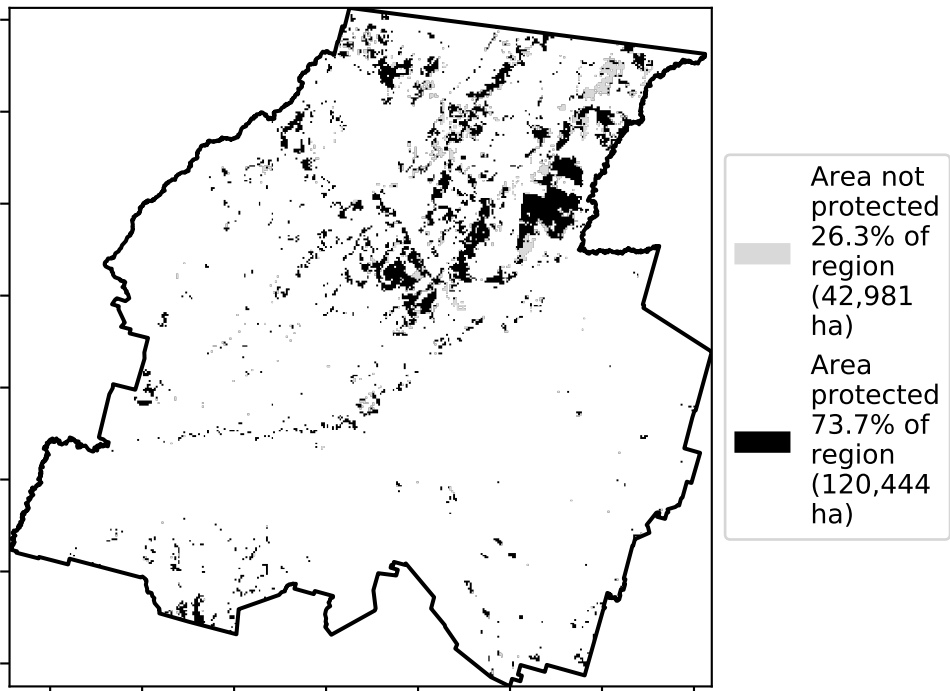 Area not
protected
26.3% of
region
(42,981
ha)
Area
protected
73.7% of
region
(120,444
ha)